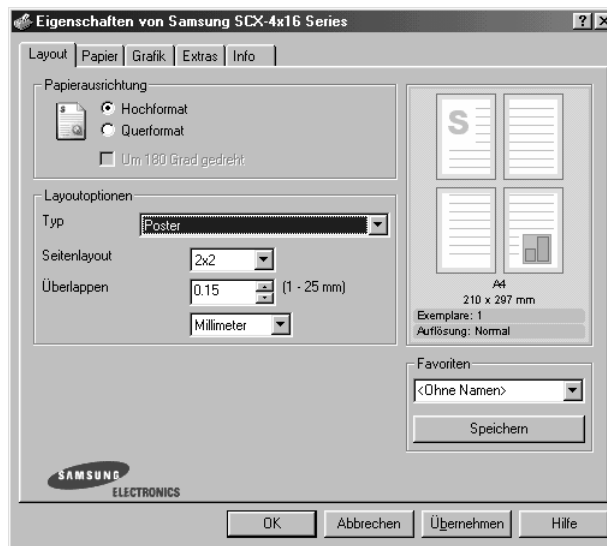 Eigenschaften von Samsung SCX-4x16 Series
Layout Papier Grafik Extras Info
Papierausrichtung
Hochformat
Querformat
Um 180 Grad gedreht
Layoutoptionen
Typ Poster
Seitenlayout 2x2
Überlappen 0.15 (1 - 25 mm)
Millimeter
S
A4
210 x 297 mm
Exemplare: 1
Auflösung: Normal
Favoriten
<Ohne Namen>
Speichern
SAMSUNG
ELECTRONICS
OK Abbrechen Übernehmen Hilfe